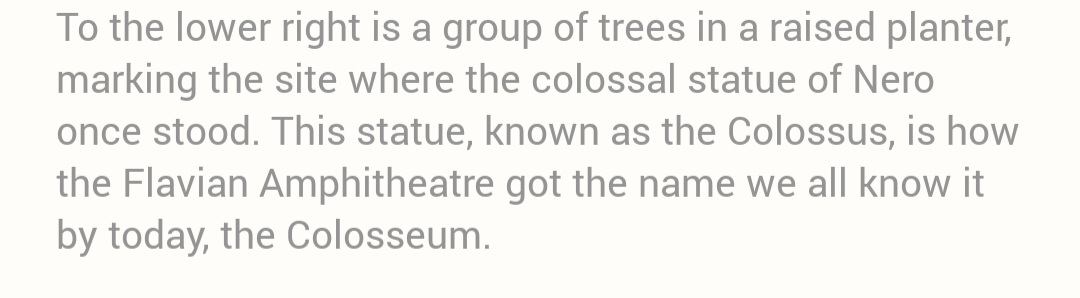 To the lower right is a group of trees in a raised planter,
marking the site where the colossal statue of Nero
once stood. This statue, known as the Colossus, is how
the Flavian Amphitheatre got the name we all know it
by today, the Colosseum.